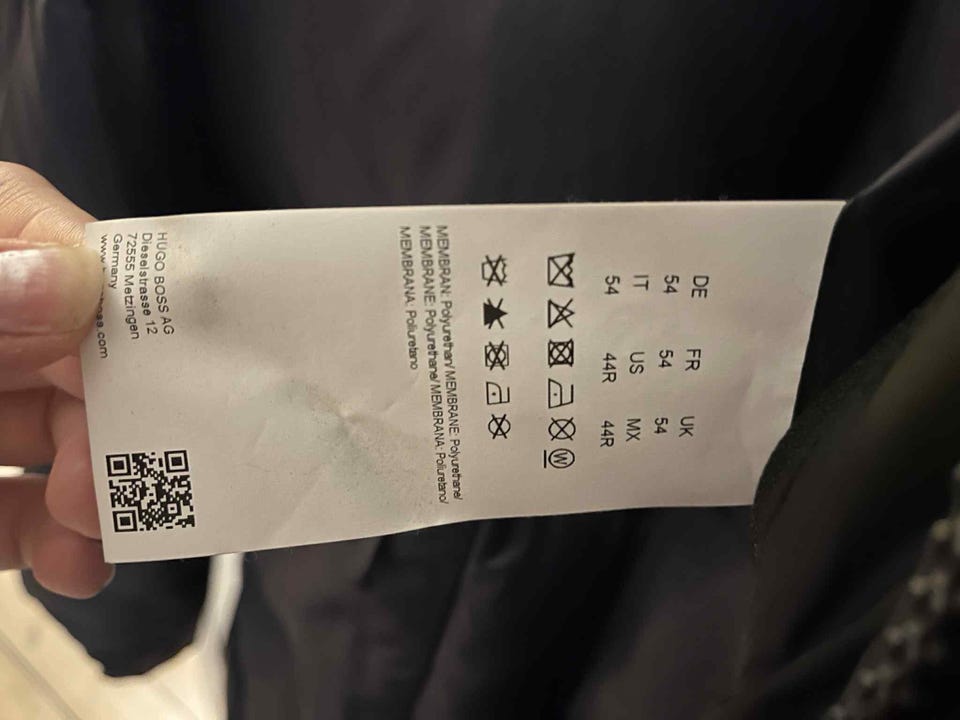 DE FR UK
54 54 54
IT US MX
54 44R 44R
W
MEMBRAN: Polyurethan/ MEMBRANE: Polyurethane/
MEMBRANE: Polyurethane/ MEMBRANA: Poliuretano/
MEMBRANA: Poliuretano
HUGO BOSS AG
Dieselstrasse 12
72555 Metzingen
Germany